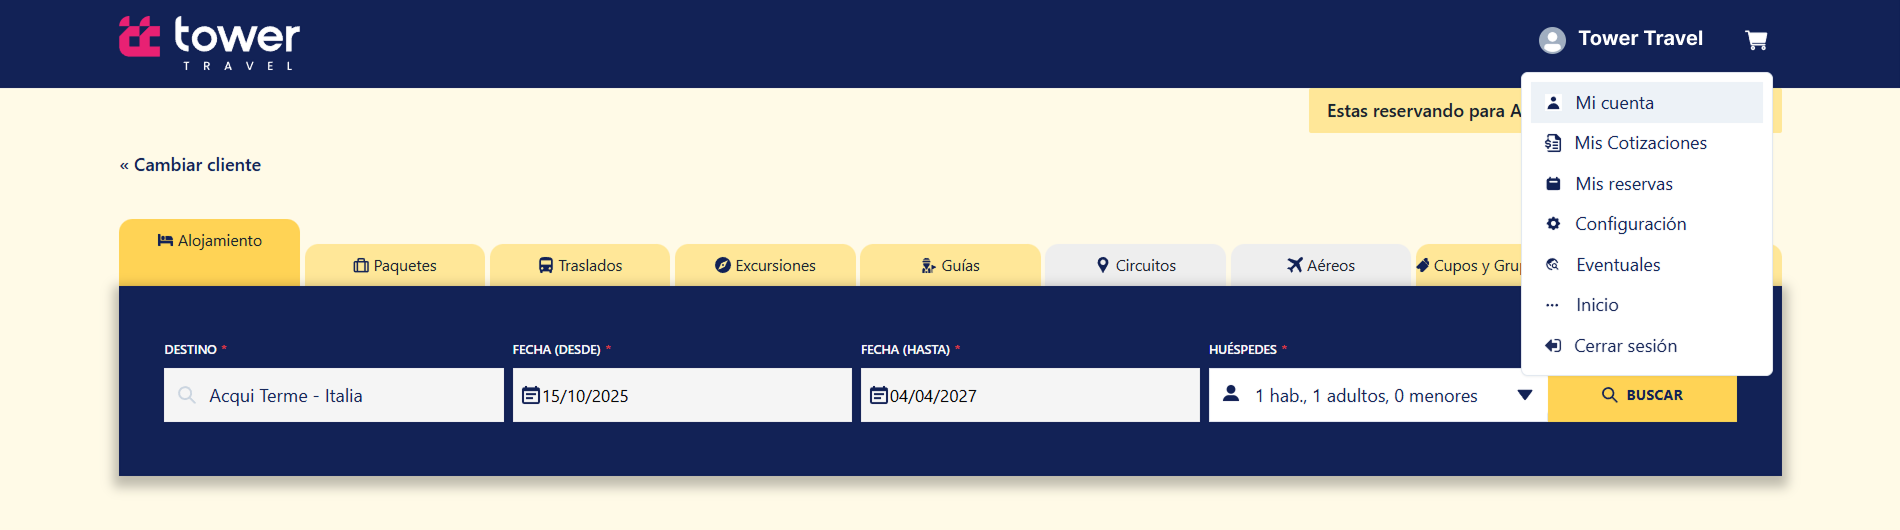 tower
TRAVEL
Tower Travel
Mi cuenta
Mis Cotizaciones
Mis reservas
Configuración
Eventuales
Inicio
Cerrar sesión
Estas reservando para
« Cambiar cliente
Alojamiento
Paquetes
Traslados
Excursiones
Guías
Circuitos
Aéreos
Cupos y
DESTINO *
FECHA (DESDE) *
FECHA (HASTA) *
HUÉSPEDES *
Acqui Terme - Italia
15/10/2025
04/04/2027
1 hab., 1 adultos, 0 menores
BUSCAR